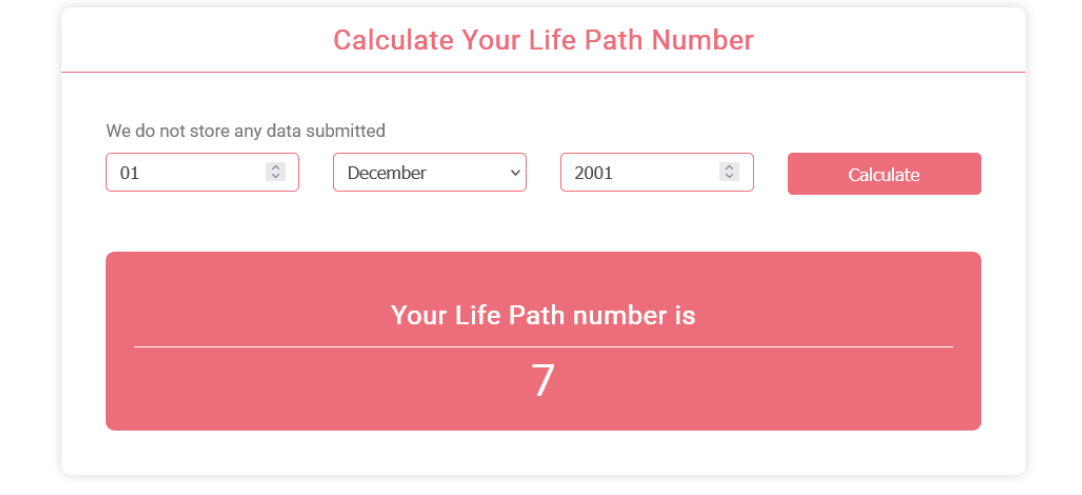 Calculate Your Life Path Number
We do not store any data submitted
01 December 2001 Calculate
Your Life Path number is
7